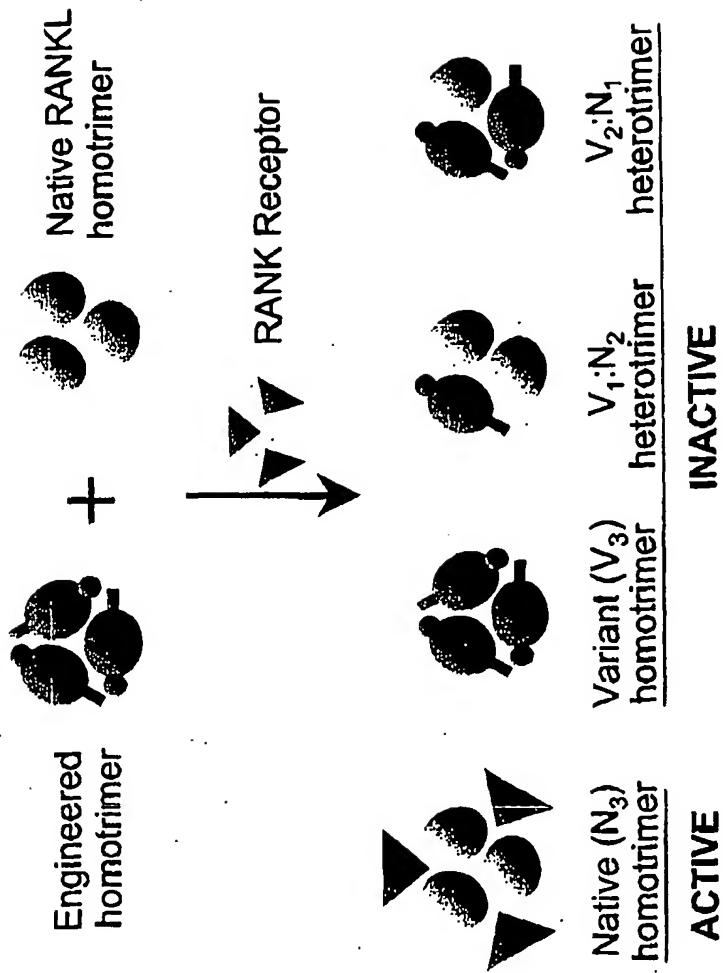 Engineered
homotrimer
+
Native RANKL
homotrimer
RANK Receptor
Native (N3)
homotrimer
Variant (V3)
homotrimer
V1:N2
heterotrimer
V2:N1
heterotrimer
ACTIVE
INACTIVE